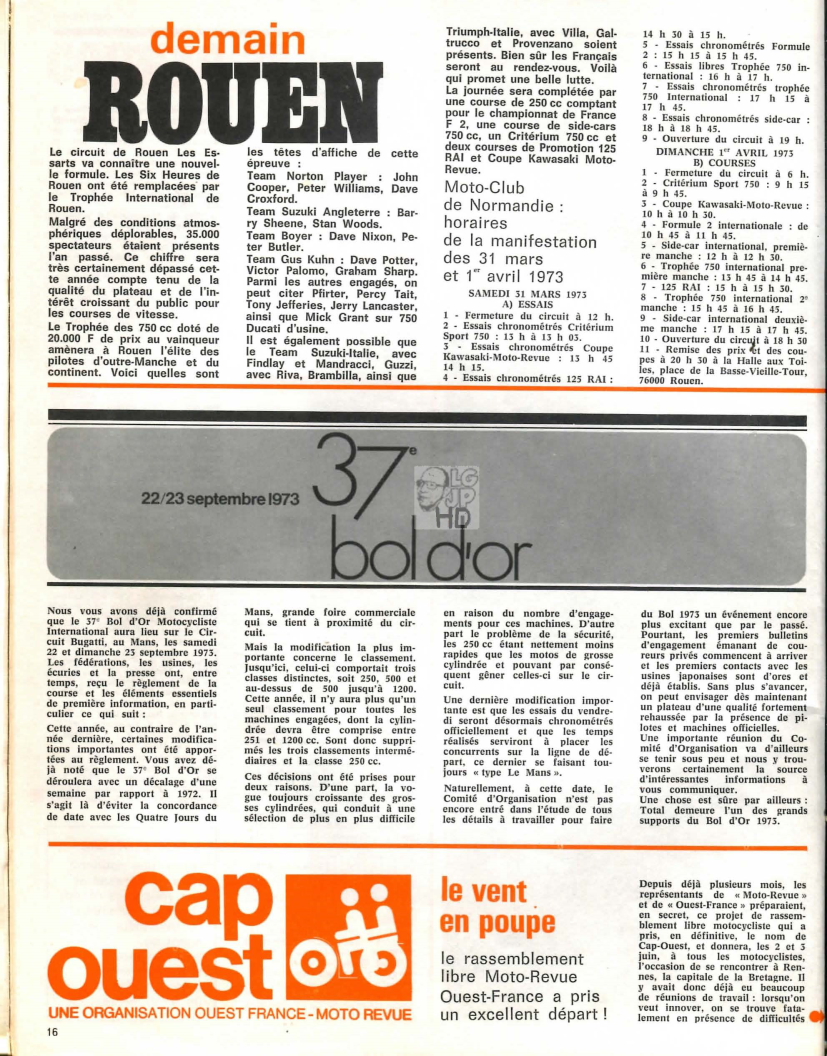 demain
ROUEN
Le circuit de Rouen Les Es-
sarts va connaître une nouvel-
le formule. Les Six Heures de
Rouen ont été remplacées par
le Trophée International de
Rouen.
Malgré des conditions atmos-
phériques déplorables, 35.000
spectateurs étaient présents
l'an passé. Ce chiffre sera
très certainement dépassé cet-
te année compte tenu de la
qualité du plateau et de l'in-
térêt croissant du public pour
les courses de vitesse.
Le Trophée des 750 cc doté de
20.000 F de prix au vainqueur
amènera à Rouen l'élite des
pilotes d'outre-Manche et du
continent. Voici quelles sont
les têtes d'affiche de cette
épreuve :
Team Norton Player : John
Cooper, Peter Williams, Dave
Croxford.
Team Suzuki Angleterre : Bar-
ry Sheene, Stan Woods.
Team Boyer : Dave Nixon, Pe-
ter Butler.
Team Gus Kuhn : Dave Potter,
Victor Palomo, Graham Sharp.
Parmi les autres engagés, on
peut citer Pfirter, Percy Tait,
Tony Jefferies, Jerry Lancaster,
ainsi que Mick Grant sur 750
Ducati d'usine.
Il est également possible que
le Team Suzuki-Italie, avec
Findlay et Mandracci, Guzzi,
avec Riva, Brambilla, ainsi que
Triumph-Italie, avec Villa, Gal-
trucco et Provenzano soient
présents. Bien sûr les Français
seront au rendez-vous. Voilà
qui promet une belle lutte.
La journée sera complétée par
une course de 250 cc comptant
pour le championnat de France
F 2, une course de side-cars
750 cc, un Critérium 750 cc et
deux courses de Promotion 125
RAI et Coupe Kawasaki Moto-
Revue.
Moto-Club
de Normandie :
horaires
de la manifestation
des 31 mars
et 1er avril 1973
SAMEDI 31 MARS 1973
A) ESSAIS
1 - Fermeture du circuit à 12 h.
2 - Essais chronométrés Critérium
Sport 750 : 13 h à 13 h 03.
3 - Essais chronométrés Coupe
Kawasaki-Moto-Revue : 13 h 45
14 h 15.
4 - Essais chronométrés 125 RAI :
14 h 30 à 15 h.
5 - Essais chronométrés Formule
2 : 15 h 15 à 15 h 45.
6 - Essais libres Trophée 750 in-
ternational : 16 h à 17 h.
7 - Essais chronométrés trophée
750 International : 17 h 15 à
17 h 45.
8 - Essais chronométrés side-car :
18 h à 18 h 45.
9 - Ouverture du circuit à 19 h.
DIMANCHE 1er AVRIL 1973
B) COURSES
1 - Fermeture du circuit à 6 h.
2 - Critérium Sport 750 : 9 h 15
à 9 h 45.
3 - Coupe Kawasaki-Moto-Revue :
10 h à 10 h 30.
4 - Formule 2 internationale : de
10 h 45 à 11 h 45.
5 - Side-car international, premiè-
re manche : 12 h à 12 h 30.
6 - Trophée 750 international pre-
mière manche : 13 h 45 à 14 h 45.
7 - 125 RAI : 15 h à 15 h 30.
8 - Trophée 750 international 2e
manche : 15 h 45 à 16 h 45.
9 - Side-car international deuxiè-
me manche : 17 h 15 à 17 h 45.
10 - Ouverture du circuit à 18 h 30
11 - Remise des prix et des cou-
pes à 20 h 30 à la Halle aux Toi-
les, place de la Basse-Vieille-Tour,
76000 Rouen.
22/23 septembre 1973
37e
bol d'or
LG
JP
HD
Nous vous avons déjà confirmé
que le 37e Bol d'Or Motocycliste
International aura lieu sur le Cir-
cuit Bugatti, au Mans, les samedi
22 et dimanche 23 septembre 1973.
Les fédérations, les usines, les
écuries et la presse ont, entre
temps, reçu le règlement de la
course et les éléments essentiels
de première information, en parti-
culier ce qui suit :
Cette année, au contraire de l'an-
née dernière, certaines modifica-
tions importantes ont été appor-
tées au règlement. Vous avez dé-
jà noté que le 37e Bol d'Or se
déroulera avec un décalage d'une
semaine par rapport à 1972. Il
s'agit là d'éviter la concordance
de date avec les Quatre Jours du
Mans, grande foire commerciale
qui se tient à proximité du cir-
cuit.
Mais la modification la plus im-
portante concerne le classement.
Jusqu'ici, celui-ci comportait trois
classes distinctes, soit 250, 500 et
au-dessus de 500 jusqu'à 1200.
Cette année, il n'y aura plus qu'un
seul classement pour toutes les
machines engagées, dont la cylin-
drée devra être comprise entre
251 et 1200 cc. Sont donc suppri-
més les trois classements intermé-
diaires et la classe 250 cc.
Ces décisions ont été prises pour
deux raisons. D'une part, la vo-
gue toujours croissante des gros-
ses cylindrées, qui conduit à une
sélection de plus en plus difficile
en raison du nombre d'engage-
ments pour ces machines. D'autre
part le problème de la sécurité,
les 250 cc étant nettement moins
rapides que les motos de grosse
cylindrée et pouvant par consé-
quent gêner celles-ci sur le cir-
cuit.
Une dernière modification impor-
tante est que les essais du vendre-
di seront désormais chronométrés
officiellement et que les temps
réalisés serviront à placer les
concurrents sur la ligne de dé-
part, ce dernier se faisant tou-
jours « type Le Mans ».
Naturellement, à cette date, le
Comité d'Organisation n'est pas
encore entré dans l'étude de tous
les détails à travailler pour faire
du Bol 1973 un événement encore
plus excitant que par le passé.
Pourtant, les premiers bulletins
d'engagement émanant de cou-
reurs privés commencent à arriver
et les premiers contacts avec les
usines japonaises sont d'ores et
déjà établis. Sans plus s'avancer,
on peut envisager dès maintenant
un plateau d'une qualité fortement
rehaussée par la présence de pi-
lotes et machines officielles.
Une importante réunion du Co-
mité d'Organisation va d'ailleurs
se tenir sous peu et nous y trou-
verons certainement la source
d'intéressantes informations à
vous communiquer.
Une chose est sûre par ailleurs :
Total demeure l'un des grands
supports du Bol d'Or 1973.
cap
ouest
UNE ORGANISATION OUEST FRANCE - MOTO REVUE
le vent
en poupe
le rassemblement
libre Moto-Revue
Ouest-France a pris
un excellent départ !
Depuis déjà plusieurs mois, les
représentants de « Moto-Revue »
et de « Ouest-France » préparaient,
en secret, ce projet de rassem-
blement libre motocycliste qui a
pris, en définitive, le nom de
Cap-Ouest, et donnera, les 2 et 3
juin, à tous les motocyclistes,
l'occasion de se rencontrer à Ren-
nes, la capitale de la Bretagne. Il
y avait donc déjà eu beaucoup
de réunions de travail : lorsqu'on
veut innover, on se trouve fata-
lement en présence de difficultés
16